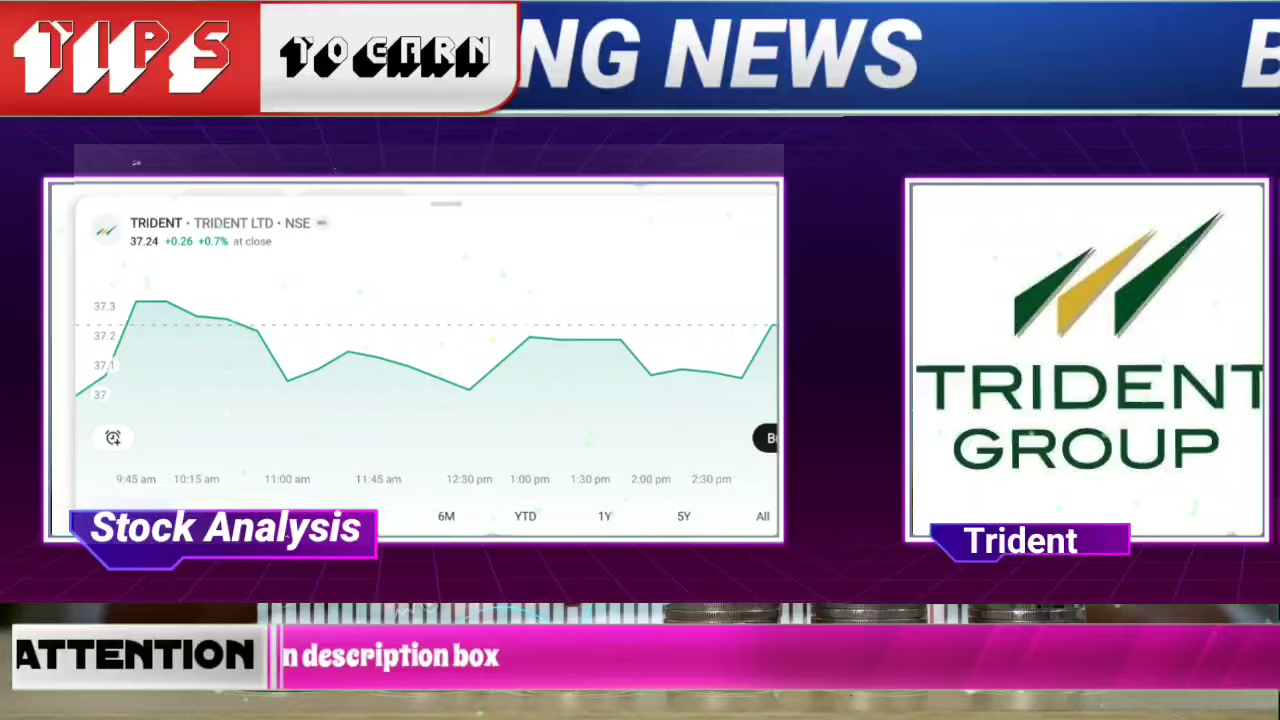 TIPS
TO EARN
NG NEWS
B
TRIDENT · TRIDENT LTD · NSE
37.24 +0.26 +0.7% at close
37.3
37.2
37.1
37
9:45 am 10:15 am 11:00 am 11:45 am 12:30 pm 1:00 pm 1:30 pm 2:00 pm 2:30 pm
6M YTD 1Y 5Y All
Stock Analysis
TRIDENT
GROUP
Trident
ATTENTION
n description box